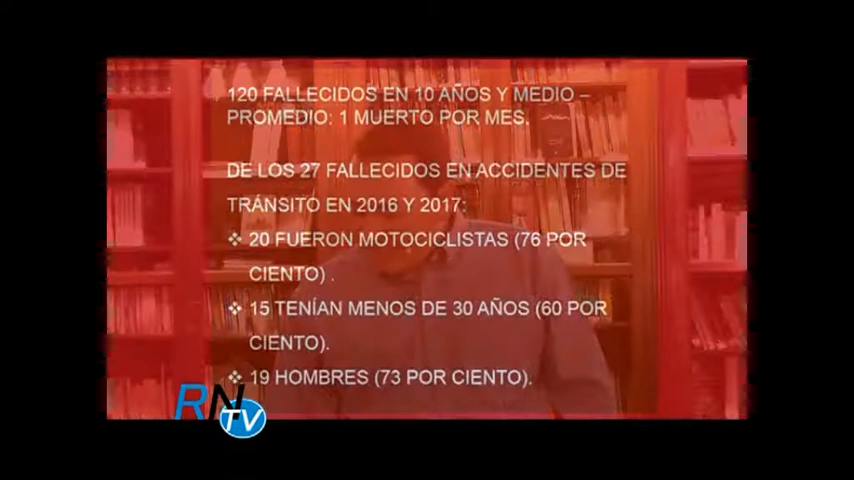 120 FALLECIDOS EN 10 AÑOS Y MEDIO –
PROMEDIO: 1 MUERTO POR MES.
DE LOS 27 FALLECIDOS EN ACCIDENTES DE
TRÁNSITO EN 2016 Y 2017:
❖ 20 FUERON MOTOCICLISTAS (76 POR
CIENTO) .
❖ 15 TENÍAN MENOS DE 30 AÑOS (60 POR
CIENTO).
❖ 19 HOMBRES (73 POR CIENTO).
RN
TV